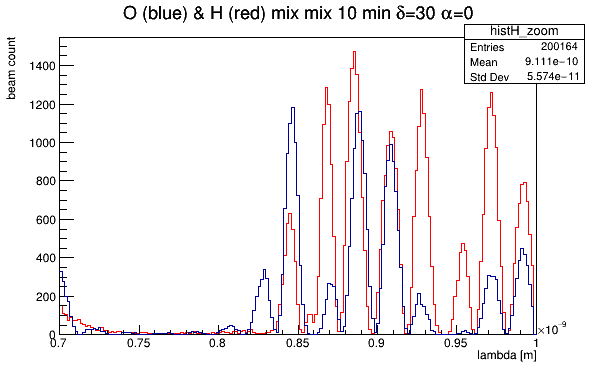 O (blue) & H (red) mix mix 10 min δ=30 α=0
histH_zoom
Entries 200164
Mean 9.111e-10
Std Dev 5.574e-11
beam count
1400
1200
1000
800
600
400
200
0
0.7 0.75 0.8 0.85 0.9 0.95 1
×10⁻⁹
lambda [m]